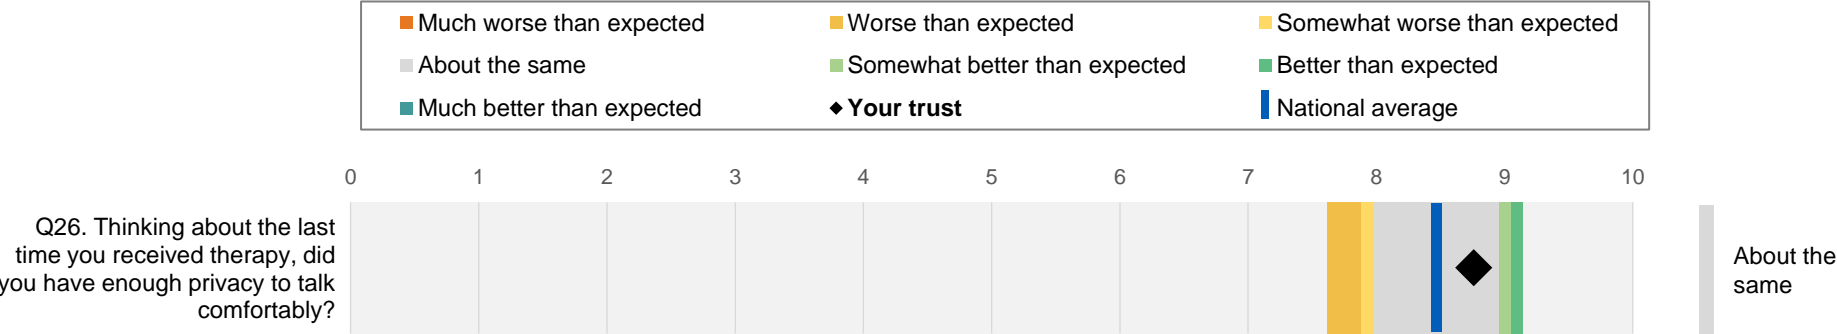 Much worse than expected
Worse than expected
Somewhat worse than expected
About the same
Somewhat better than expected
Better than expected
Much better than expected
Your trust
National average
0 1 2 3 4 5 6 7 8 9 10
Q26. Thinking about the last
time you received therapy, did
you have enough privacy to talk
comfortably?
About the
same